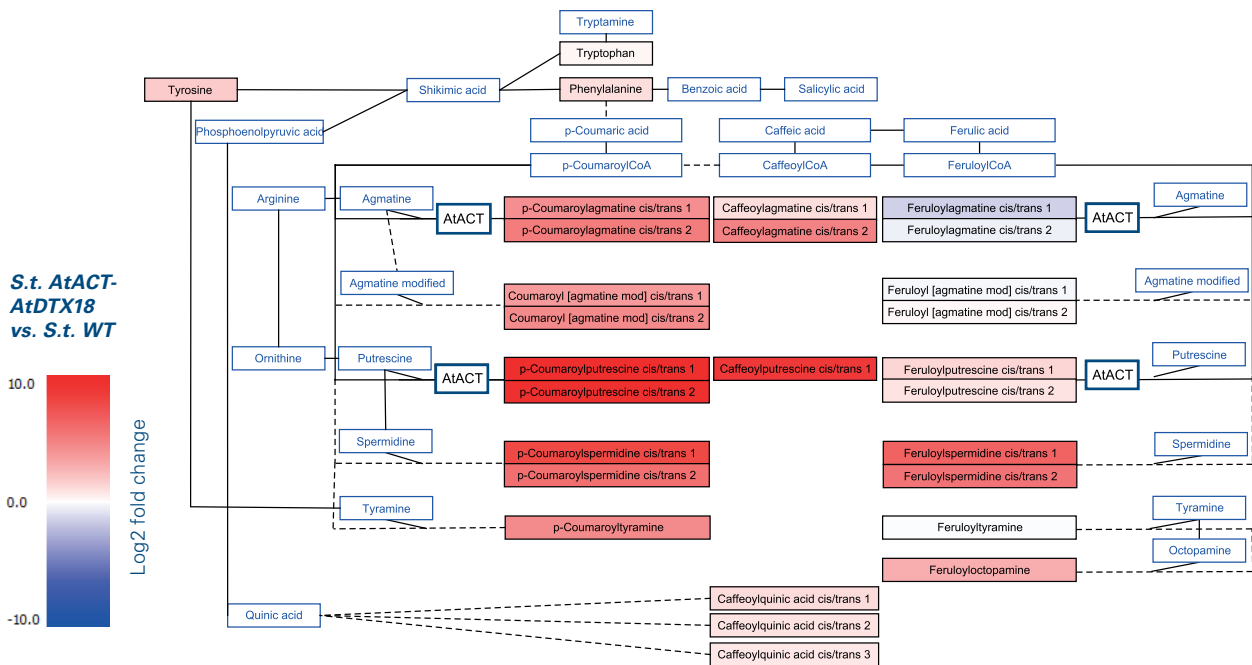 Tryptamine
Tryptophan
Tyrosine
Shikimic acid
Phenylalanine
Benzoic acid
Salicylic acid
Phosphoenolpyruvic acid
p-Coumaric acid
Caffeic acid
Ferulic acid
p-CoumaroylCoA
CaffeoylCoA
FeruloylCoA
Arginine
Agmatine
AtACT
p-Coumaroylagmatine cis/trans 1
p-Coumaroylagmatine cis/trans 2
Caffeoylagmatine cis/trans 1
Caffeoylagmatine cis/trans 2
Feruloylagmatine cis/trans 1
Feruloylagmatine cis/trans 2
AtACT
Agmatine
S.t. AtACT-
AtDTX18
vs. S.t. WT
Agmatine modified
Coumaroyl [agmatine mod] cis/trans 1
Coumaroyl [agmatine mod] cis/trans 2
Feruloyl [agmatine mod] cis/trans 1
Feruloyl [agmatine mod] cis/trans 2
Agmatine modified
Ornithine
Putrescine
AtACT
p-Coumaroylputrescine cis/trans 1
p-Coumaroylputrescine cis/trans 2
Caffeoylputrescine cis/trans 1
Feruloylputrescine cis/trans 1
Feruloylputrescine cis/trans 2
AtACT
Putrescine
10.0
0.0
-10.0
Log2 fold change
Spermidine
p-Coumaroylspermidine cis/trans 1
p-Coumaroylspermidine cis/trans 2
Feruloylspermidine cis/trans 1
Feruloylspermidine cis/trans 2
Spermidine
Tyramine
p-Coumaroyltyramine
Feruloyltyramine
Tyramine
Octopamine
Feruloyloctopamine
Quinic acid
Caffeoylquinic acid cis/trans 1
Caffeoylquinic acid cis/trans 2
Caffeoylquinic acid cis/trans 3